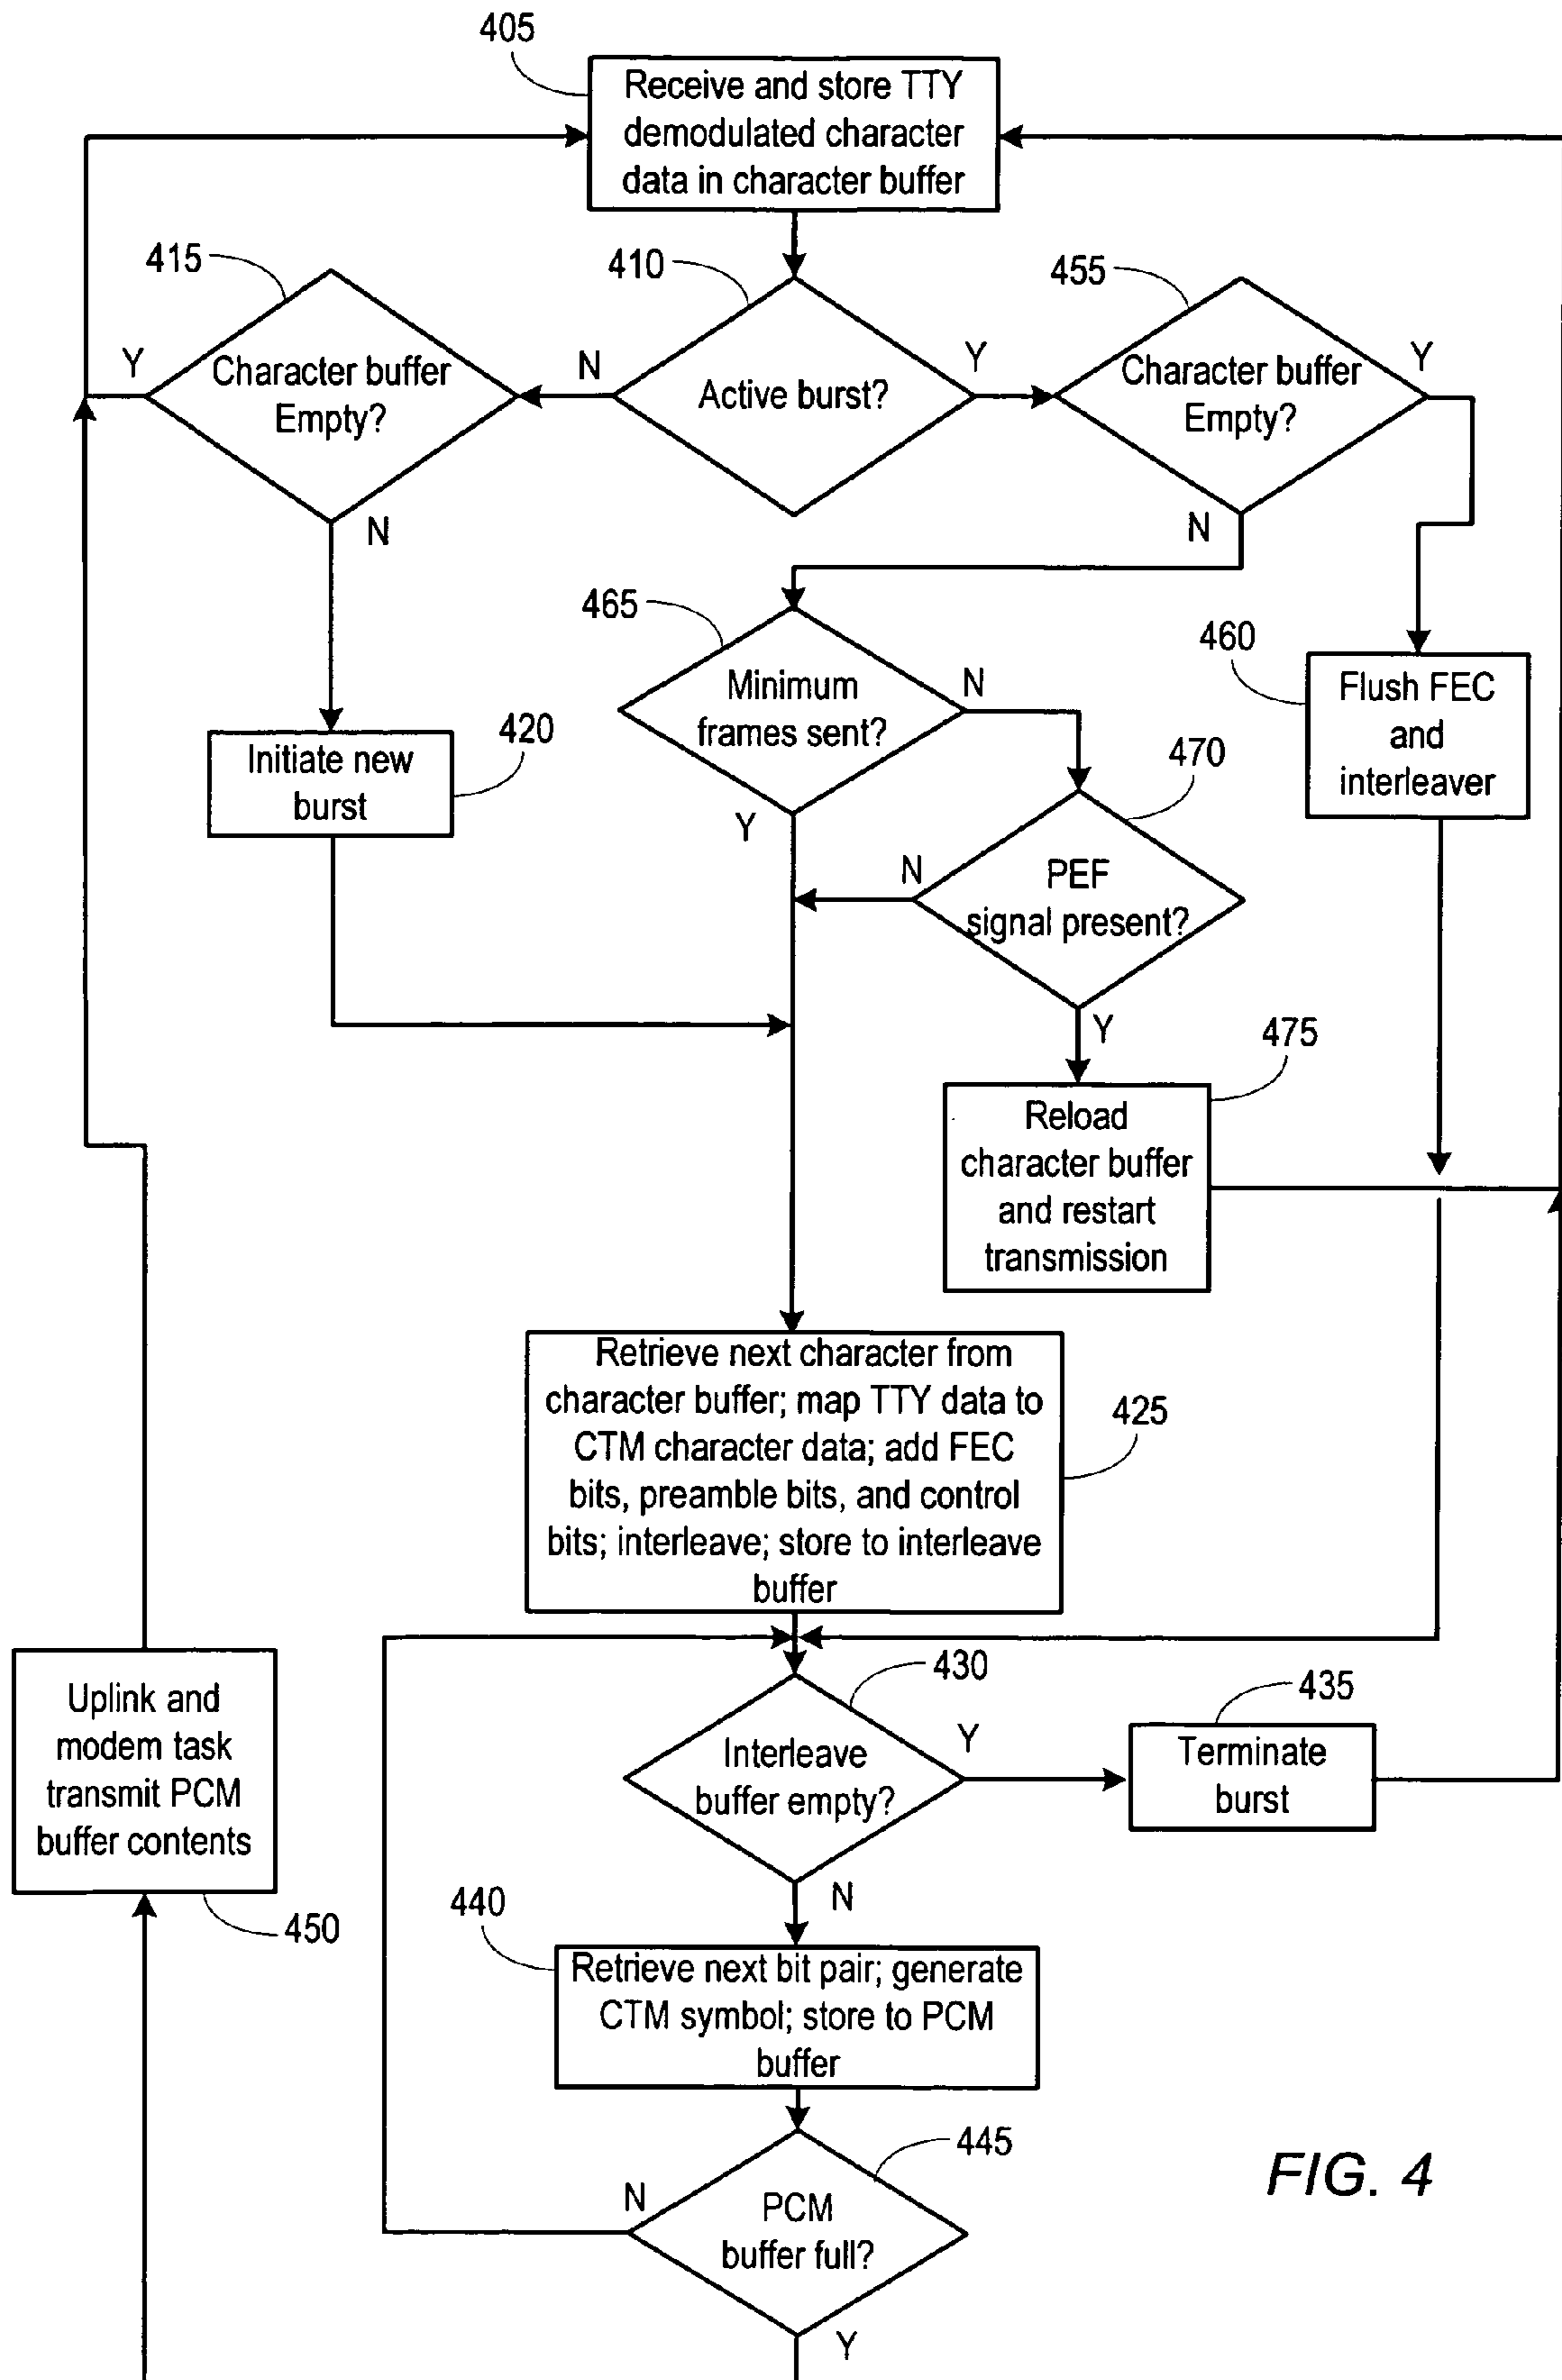 405
Receive and store TTY
demodulated character
data in character buffer
415
410
455
Y
Character buffer
Empty?
N
Active burst?
Y
Character buffer
Empty?
Y
N
N
465
460
Minimum
frames sent?
N
Flush FEC
and
interleaver
Initiate new
burst
420
470
Y
N
PEF
signal present?
Y
475
Reload
character buffer
and restart
transmission
Retrieve next character from
character buffer; map TTY data to
CTM character data; add FEC
bits, preamble bits, and control
bits; interleave; store to interleave
buffer
425
430
435
Uplink and
modem task
transmit PCM
buffer contents
Interleave
buffer empty?
Y
Terminate
burst
N
440
450
Retrieve next bit pair; generate
CTM symbol; store to PCM
buffer
445
N
PCM
buffer full?
Y
FIG. 4